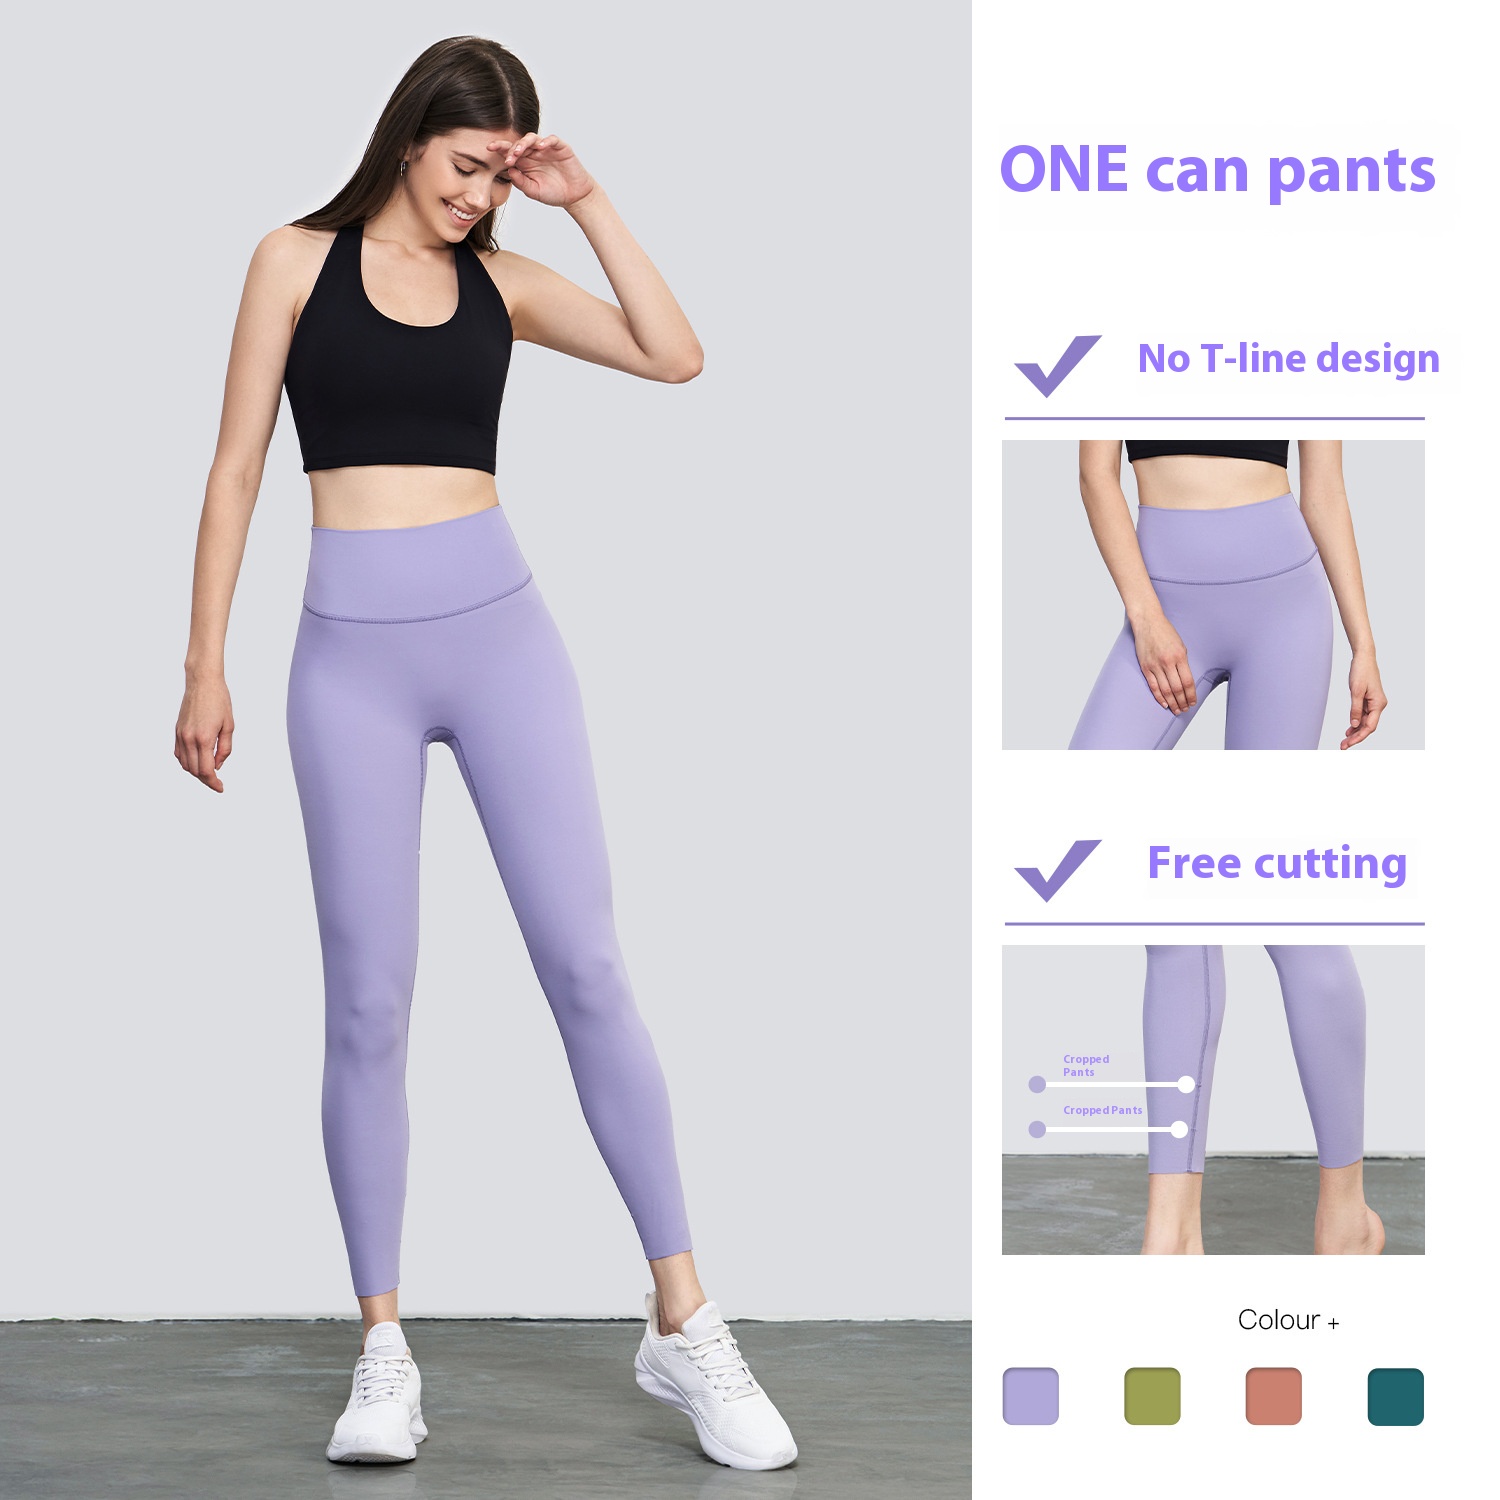 ONE can pants
No T-line design
Free cutting
Cropped
Pants
Cropped Pants
Colour +